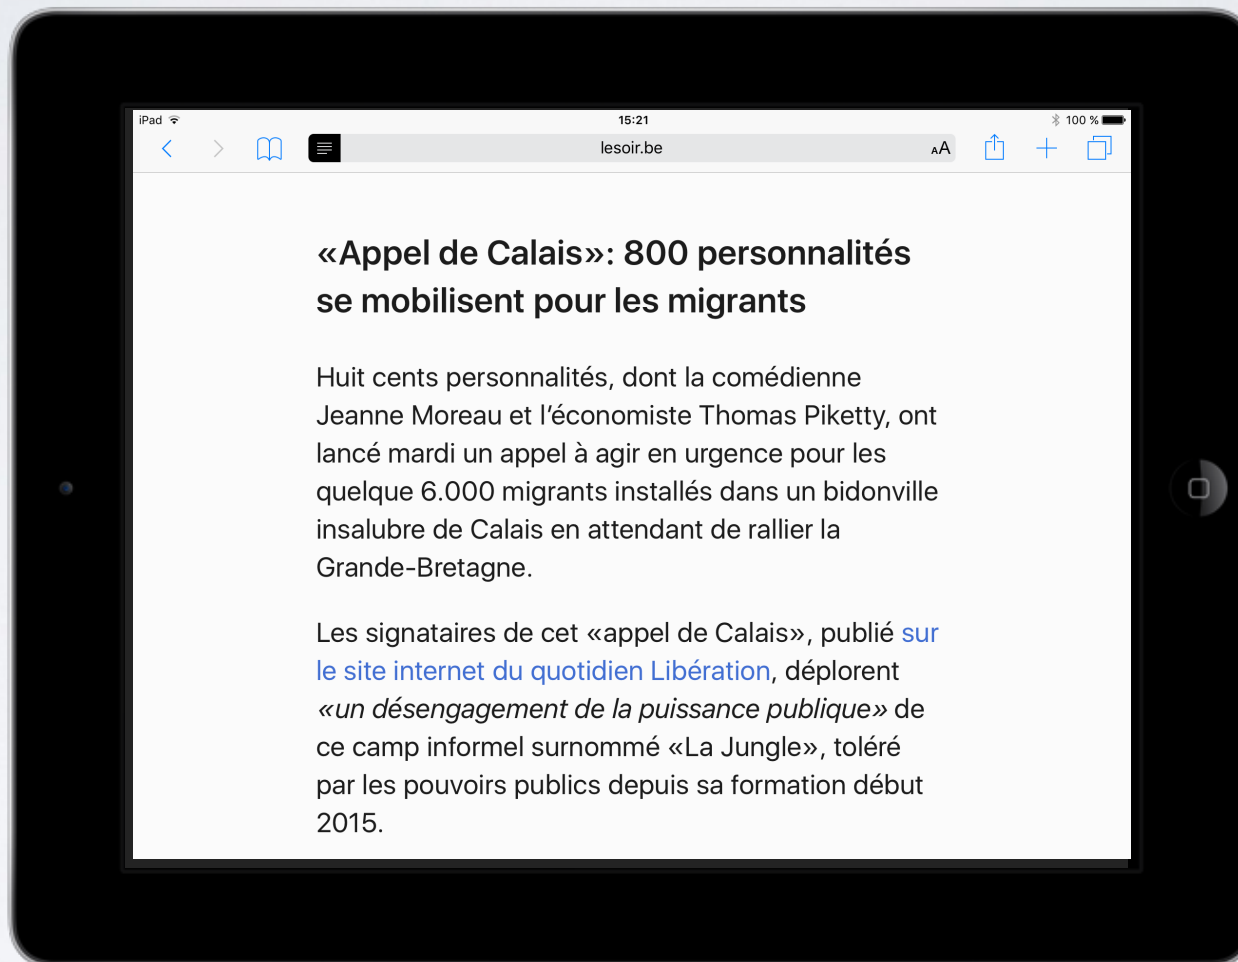 iPad
15:21
100 %
lesoir.be
AA
«Appel de Calais»: 800 personnalités
se mobilisent pour les migrants
Huit cents personnalités, dont la comédienne
Jeanne Moreau et l’économiste Thomas Piketty, ont
lancé mardi un appel à agir en urgence pour les
quelque 6.000 migrants installés dans un bidonville
insalubre de Calais en attendant de rallier la
Grande-Bretagne.
Les signataires de cet «appel de Calais», publié sur
le site internet du quotidien Libération, déplorent
«un désengagement de la puissance publique» de
ce camp informel surnommé «La Jungle», toléré
par les pouvoirs publics depuis sa formation début
2015.